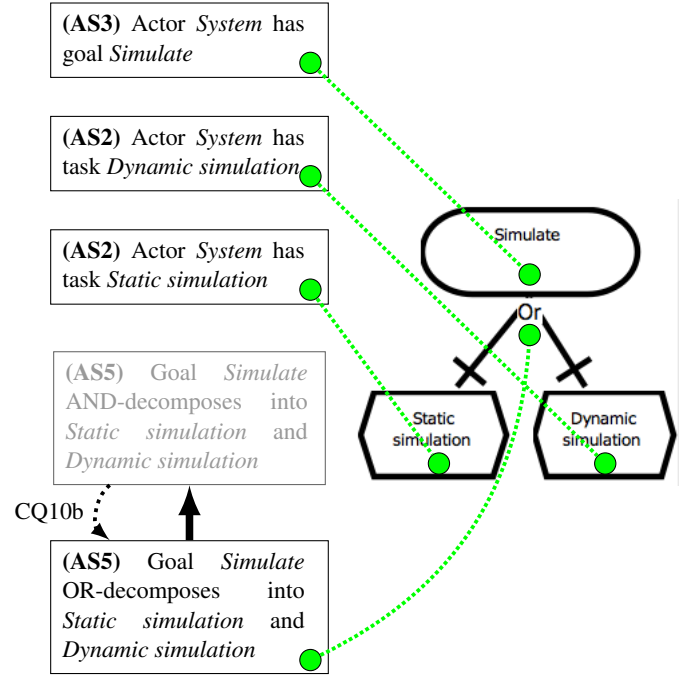 (AS3) Actor System has
goal Simulate
(AS2) Actor System has
task Dynamic simulation
(AS2) Actor System has
task Static simulation
Simulate
Or
Static
simulation
Dynamic
simulation
(AS5) Goal Simulate
AND-decomposes into
Static simulation and
Dynamic simulation
CQ10b
(AS5) Goal Simulate
OR-decomposes into
Static simulation and
Dynamic simulation